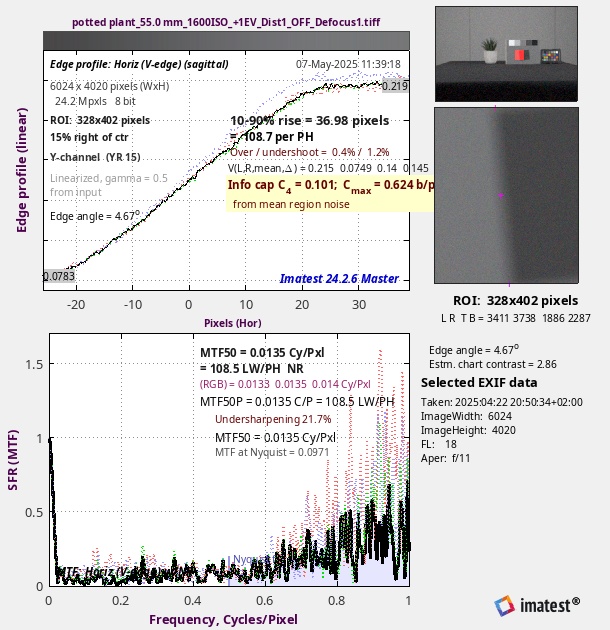 potted plant_55.0 mm_1600ISO_+1EV_Dist1_OFF_Defocus1.tiff
Edge profile: Horiz (V-edge) (sagittal)
07-May-2025 11:39:18
6024 x 4020 pixels (WxH)
24.2 Mpxls 8 bit
0.219
ROI: 328x402 pixels
10-90% rise = 36.98 pixels
15% right of ctr
= 108.7 per PH
Over / undershoot = 0.4% / 1.2%
Y-channel (YR 15)
V(L,R,mean,Δ) = 0.215 0.0749 0.14 0.145
Linearized, gamma = 0.5
from input
Info cap C4 = 0.101; Cmax = 0.624 b/p
from mean region noise
Edge angle = 4.67o
0.0783
Imatest 24.2.6 Master
Edge profile (linear)
-20 -10 0 10 20 30
Pixels (Hor)
ROI: 328x402 pixels
L R T B = 3411 3738 1886 2287
MTF50 = 0.0135 Cy/Pxl
= 108.5 LW/PH NR
(RGB) = 0.0133 0.0135 0.014 Cy/Pxl
MTF50P = 0.0135 C/P = 108.5 LW/PH
Undersharpening 21.7%
MTF50 = 0.0135 Cy/Pxl
MTF at Nyquist = 0.0971
1.5
1
0.5
0
SFR (MTF)
Nyquist
MTF: Horiz (V-edge)
0 0.2 0.4 0.6 0.8 1
Frequency, Cycles/Pixel
Edge angle = 4.67o
Estm. chart contrast = 2.86
Selected EXIF data
Taken: 2025:04:22 20:50:34+02:00
ImageWidth: 6024
ImageHeight: 4020
FL: 18
Aper: f/11
imatest®